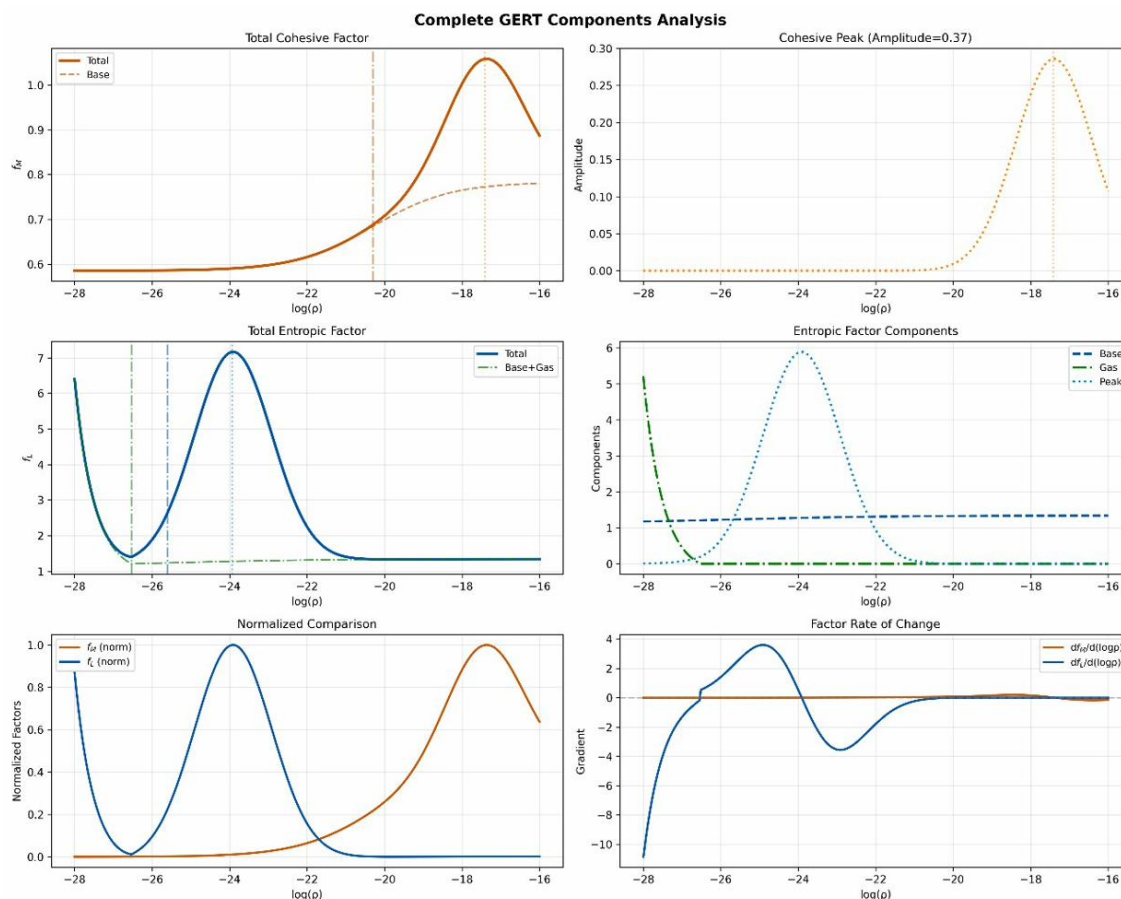 Complete GERT Components Analysis
Total Cohesive Factor
Total
Base
f_M
1.0
0.9
0.8
0.7
0.6
−28 −26 −24 −22 −20 −18 −16
log(ρ)
Cohesive Peak (Amplitude=0.37)
Amplitude
0.30
0.25
0.20
0.15
0.10
0.05
0.00
−28 −26 −24 −22 −20 −18 −16
log(ρ)
Total Entropic Factor
Total
Base+Gas
f_L
7
6
5
4
3
2
1
−28 −26 −24 −22 −20 −18 −16
log(ρ)
Entropic Factor Components
Base
Gas
Peak
Components
6
5
4
3
2
1
0
−28 −26 −24 −22 −20 −18 −16
log(ρ)
Normalized Comparison
f_M (norm)
f_L (norm)
Normalized Factors
1.0
0.8
0.6
0.4
0.2
0.0
−28 −26 −24 −22 −20 −18 −16
log(ρ)
Factor Rate of Change
df_M/d(logρ)
df_L/d(logρ)
Gradient
4
2
0
−2
−4
−6
−8
−10
−28 −26 −24 −22 −20 −18 −16
log(ρ)